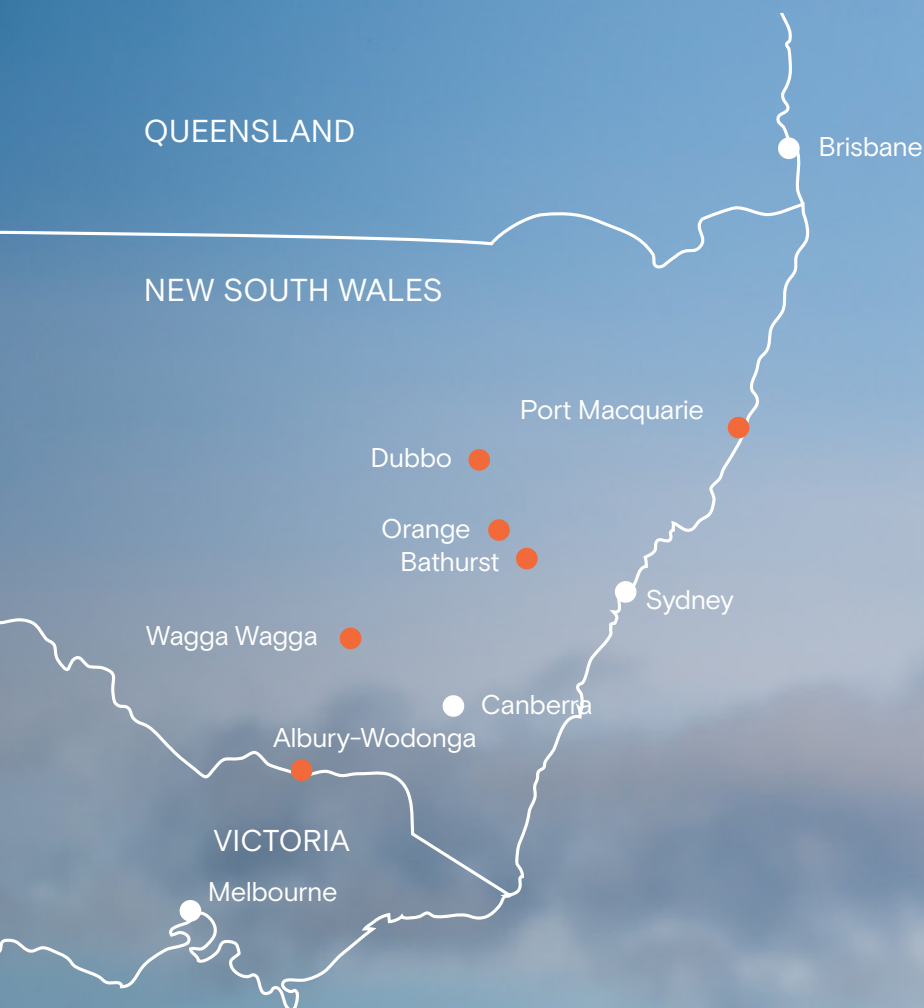 QUEENSLAND
Brisbane
NEW SOUTH WALES
Port Macquarie
Dubbo
Orange
Bathurst
Sydney
Wagga Wagga
Canberra
Albury-Wodonga
VICTORIA
Melbourne